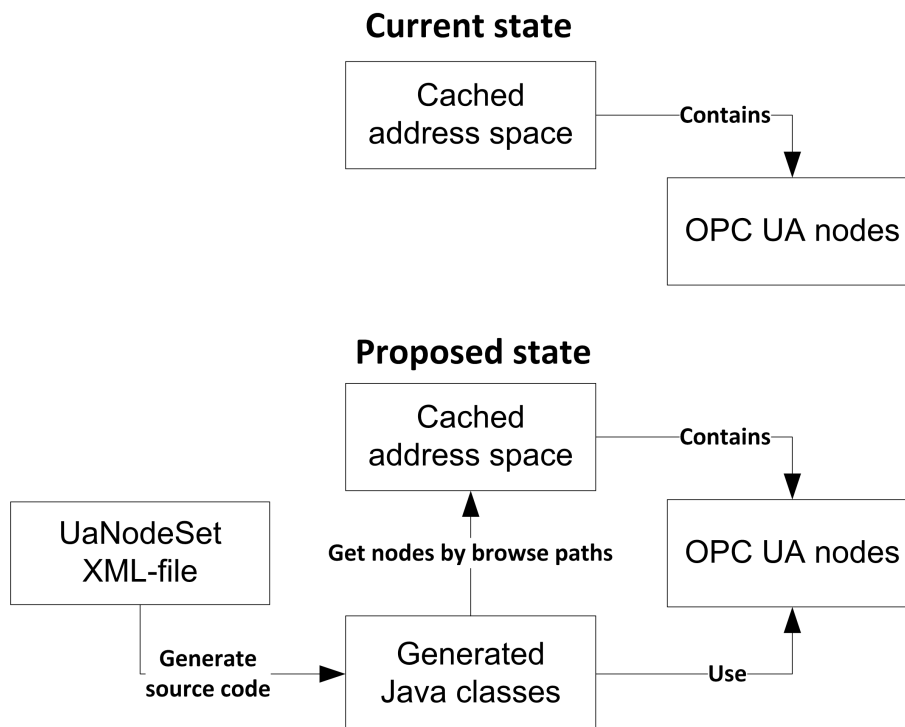 Current state
Cached
address space
Contains
OPC UA nodes
Proposed state
Cached
address space
Contains
UaNodeSet
XML-file
Get nodes by browse paths
OPC UA nodes
Generate
source code
Generated
Java classes
Use